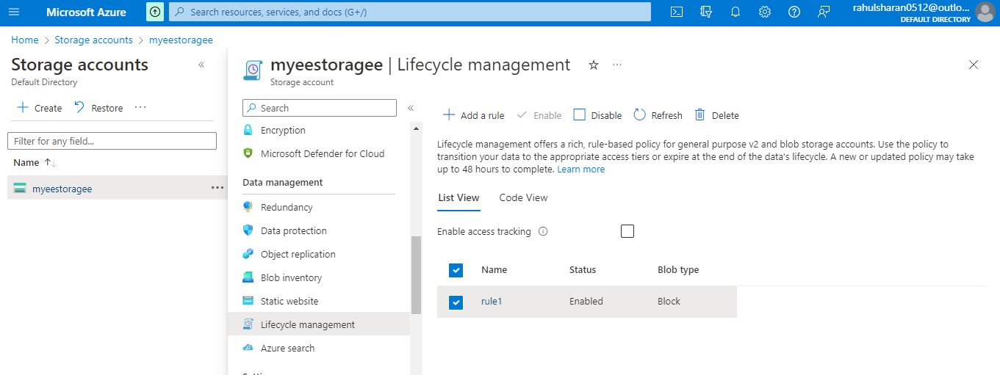 Microsoft Azure
Search resources, services, and docs (G+/)
rahulsharan0512@outlo...
DEFAULT DIRECTORY
Home > Storage accounts > myeestoragee
Storage accounts
Default Directory
Create
Restore
Filter for any field...
Name
myeestoragee
myeestoragee | Lifecycle management
Storage account
Search
Encryption
Microsoft Defender for Cloud
Data management
Redundancy
Data protection
Object replication
Blob inventory
Static website
Lifecycle management
Azure search
Add a rule
Enable
Disable
Refresh
Delete
Lifecycle management offers a rich, rule-based policy for general purpose v2 and blob storage accounts. Use the policy to
transition your data to the appropriate access tiers or expire at the end of the data's lifecycle. A new or updated policy may take
up to 48 hours to complete. Learn more
List View
Code View
Enable access tracking
Name Status Blob type
rule1 Enabled Block